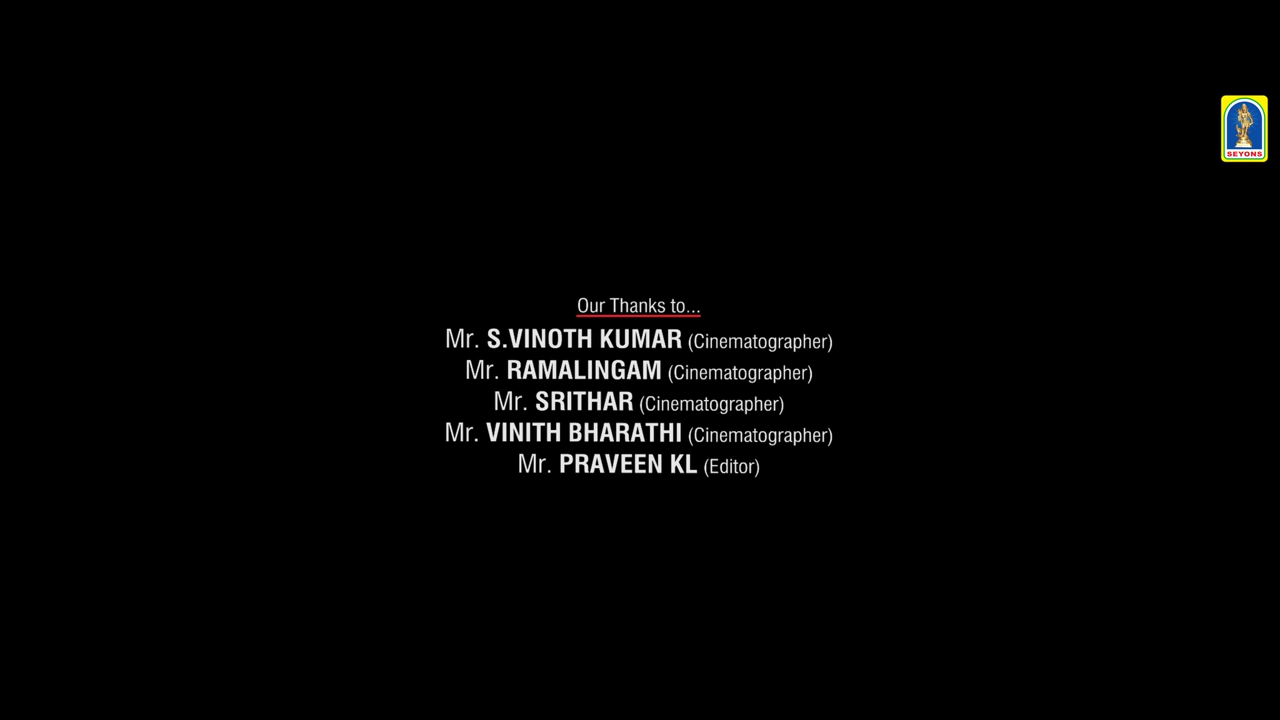 SEYONS
Our Thanks to...
Mr. S.VINOTH KUMAR (Cinematographer)
Mr. RAMALINGAM (Cinematographer)
Mr. SRITHAR (Cinematographer)
Mr. VINITH BHARATHI (Cinematographer)
Mr. PRAVEEN KL (Editor)